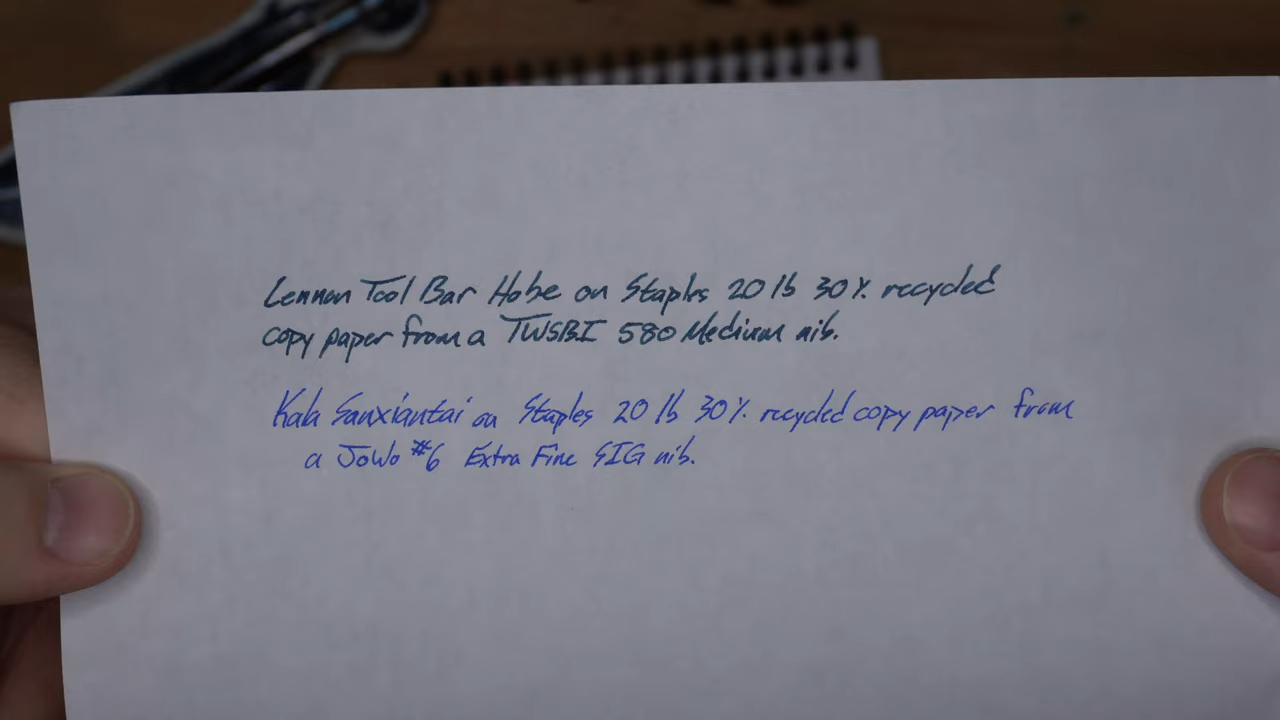 Lennon Tool Bar Hobe on Staples 20 lb 30% recycled
copy paper from a TWSBI 580 Medium nib.
Kala Sanxiantai on Staples 20 lb 30% recycled copy paper from
a JoWo #6 Extra Fine SIG nib.